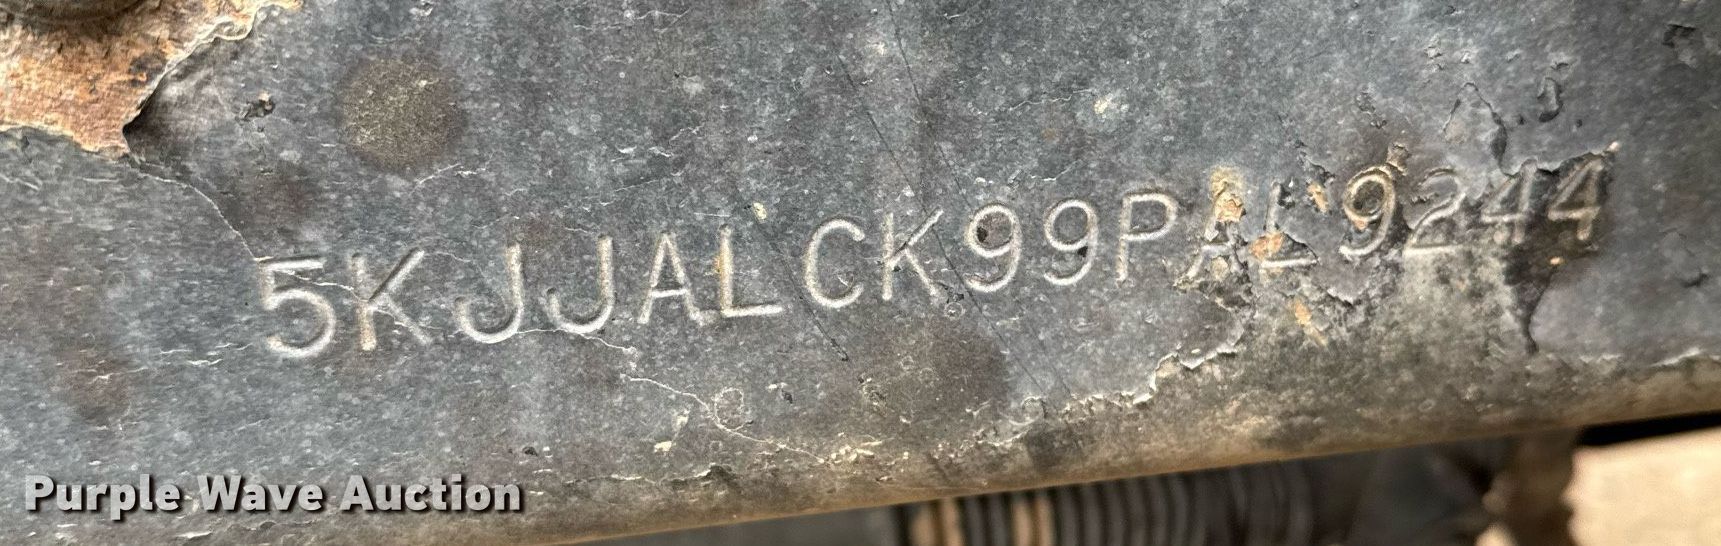 5KJJALCK99PAL9244
Purple Wave Auction